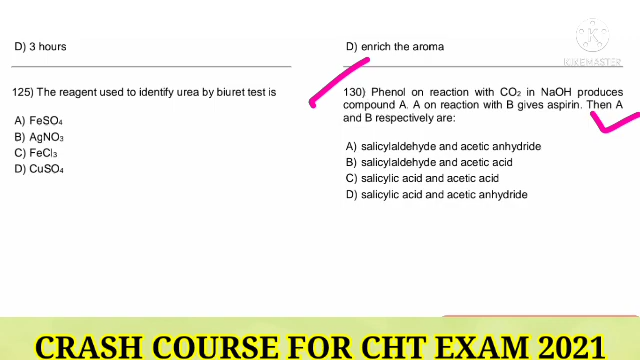 D) 3 hours
125) The reagent used to identify urea by biuret test is
A) FeSO₄
B) AgNO₃
C) FeCl₃
D) CuSO₄
D) enrich the aroma
130) Phenol on reaction with CO₂ in NaOH produces
compound A. A on reaction with B gives aspirin. Then A
and B respectively are:
A) salicylaldehyde and acetic anhydride
B) salicylaldehyde and acetic acid
C) salicylic acid and acetic acid
D) salicylic acid and acetic anhydride
KINEMASTER
CRASH COURSE FOR CHT EXAM 2021